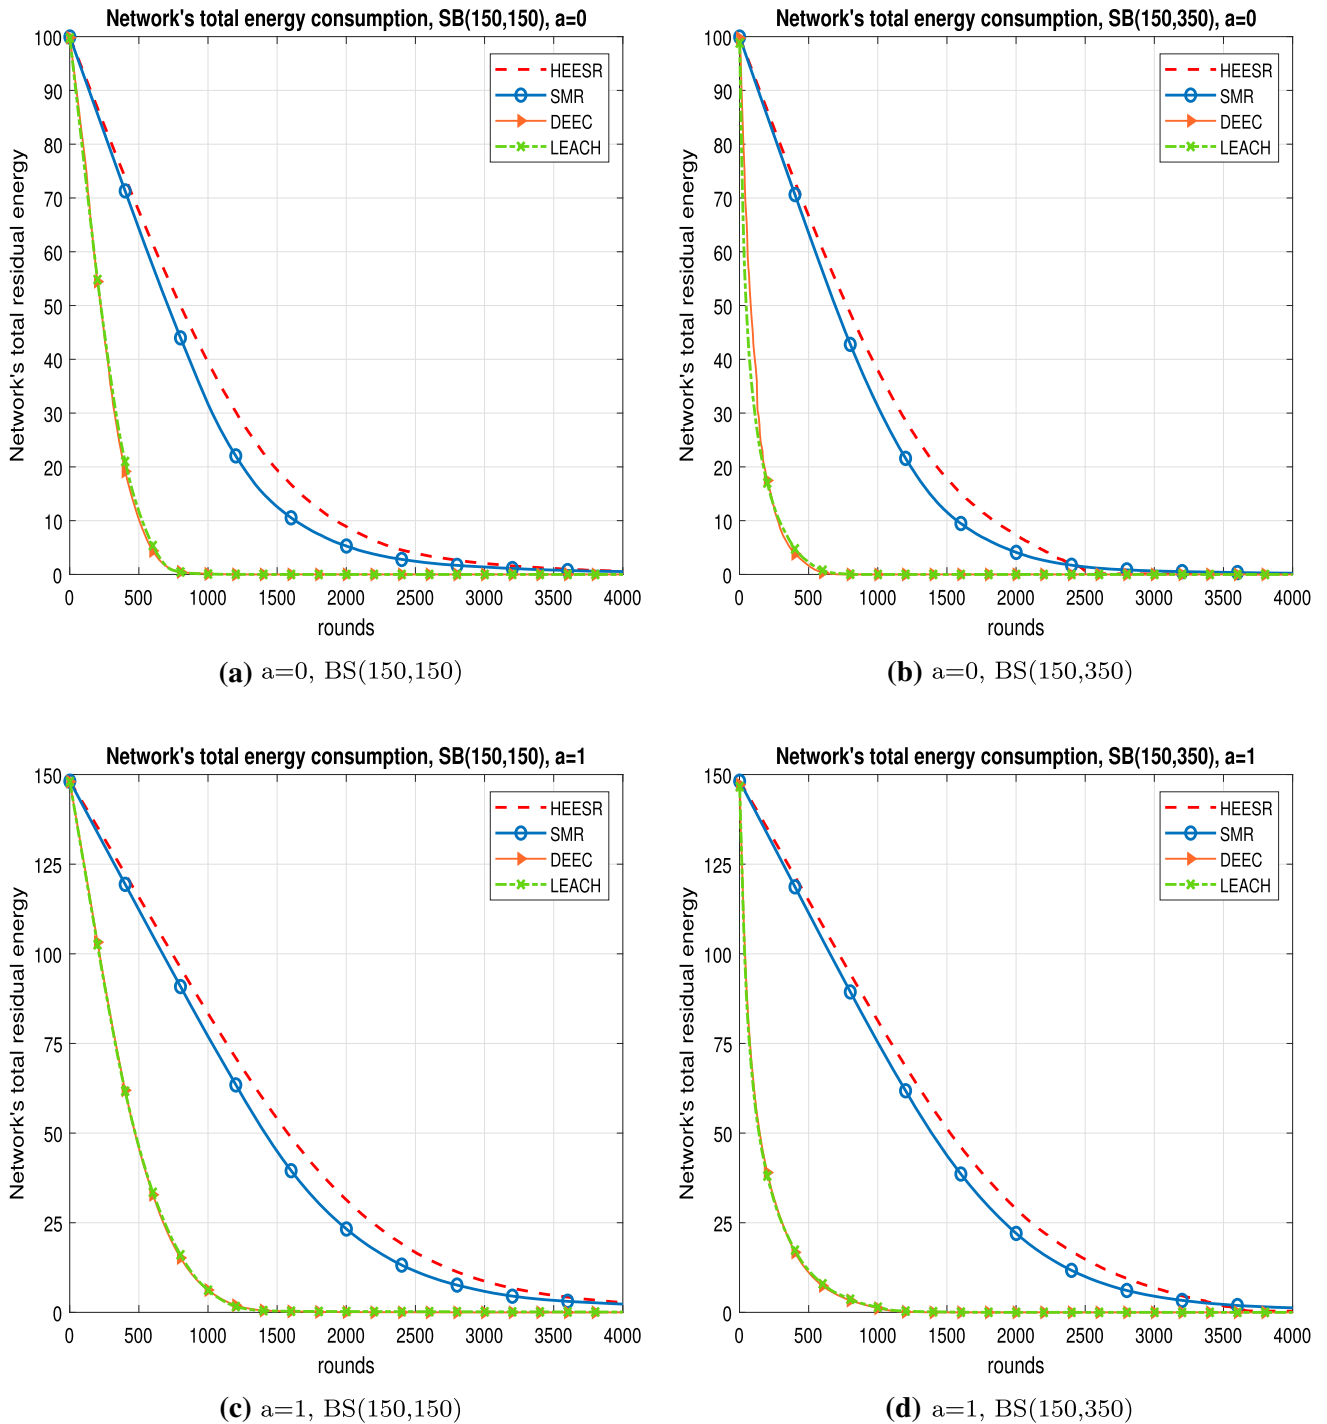 Network's total energy consumption, SB(150,150), a=0
Network's total residual energy
100
90
80
70
60
50
40
30
20
10
0
HEESR
SMR
DEEC
LEACH
0 500 1000 1500 2000 2500 3000 3500 4000
rounds
(a) a=0, BS(150,150)
Network's total energy consumption, SB(150,350), a=0
Network's total residual energy
100
90
80
70
60
50
40
30
20
10
0
HEESR
SMR
DEEC
LEACH
0 500 1000 1500 2000 2500 3000 3500 4000
rounds
(b) a=0, BS(150,350)
Network's total energy consumption, SB(150,150), a=1
Network's total residual energy
150
125
100
75
50
25
0
HEESR
SMR
DEEC
LEACH
0 500 1000 1500 2000 2500 3000 3500 4000
rounds
(c) a=1, BS(150,150)
Network's total energy consumption, SB(150,350), a=1
Network's total residual energy
150
125
100
75
50
25
0
HEESR
SMR
DEEC
LEACH
0 500 1000 1500 2000 2500 3000 3500 4000
rounds
(d) a=1, BS(150,350)